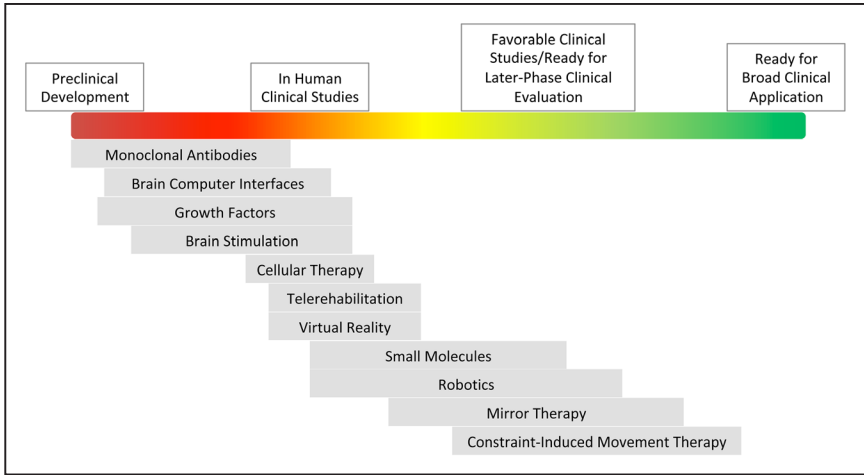 Preclinical
Development
In Human
Clinical Studies
Favorable Clinical
Studies/Ready for
Later-Phase Clinical
Evaluation
Ready for
Broad Clinical
Application
Monoclonal Antibodies
Brain Computer Interfaces
Growth Factors
Brain Stimulation
Cellular Therapy
Telerehabilitation
Virtual Reality
Small Molecules
Robotics
Mirror Therapy
Constraint-Induced Movement Therapy